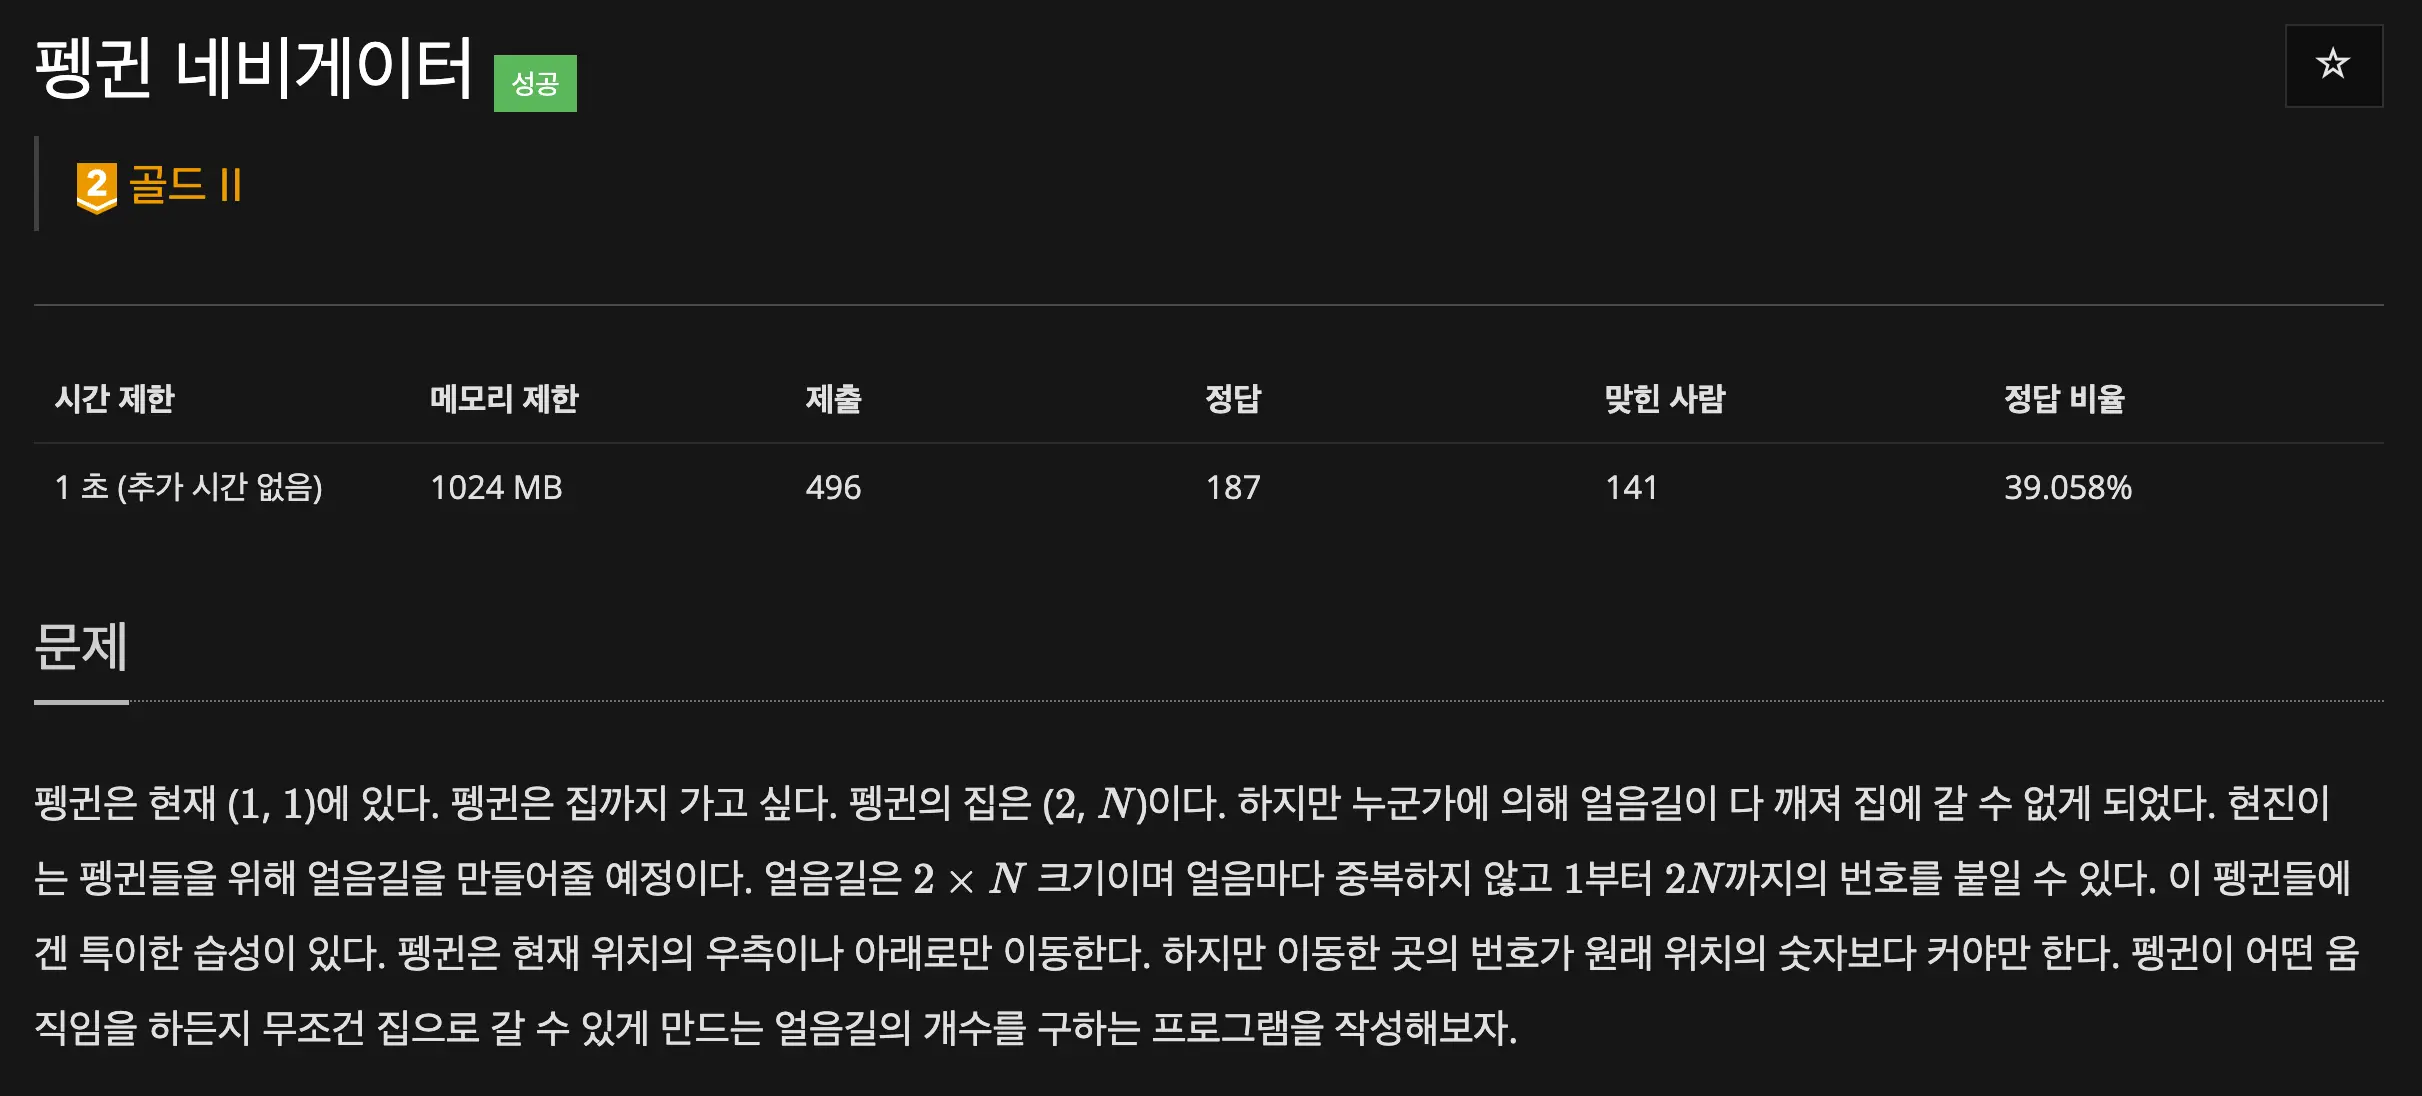 펭귄 네비게이터 성공
2 골드 II
시간 제한 메모리 제한 제출 정답 맞힌 사람 정답 비율
1 초 (추가 시간 없음) 1024 MB 496 187 141 39.058%
문제
펭귄은 현재 (1, 1)에 있다. 펭귄은 집까지 가고 싶다. 펭귄의 집은 (2, N)이다. 하지만 누군가에 의해 얼음길이 다 깨져 집에 갈 수 없게 되었다. 현진이
는 펭귄들을 위해 얼음길을 만들어줄 예정이다. 얼음길은 2 × N 크기이며 얼음마다 중복하지 않고 1부터 2N까지의 번호를 붙일 수 있다. 이 펭귄들에
겐 특이한 습성이 있다. 펭귄은 현재 위치의 우측이나 아래로만 이동한다. 하지만 이동한 곳의 번호가 원래 위치의 숫자보다 커야만 한다. 펭귄이 어떤 움
직임을 하든지 무조건 집으로 갈 수 있게 만드는 얼음길의 개수를 구하는 프로그램을 작성해보자.